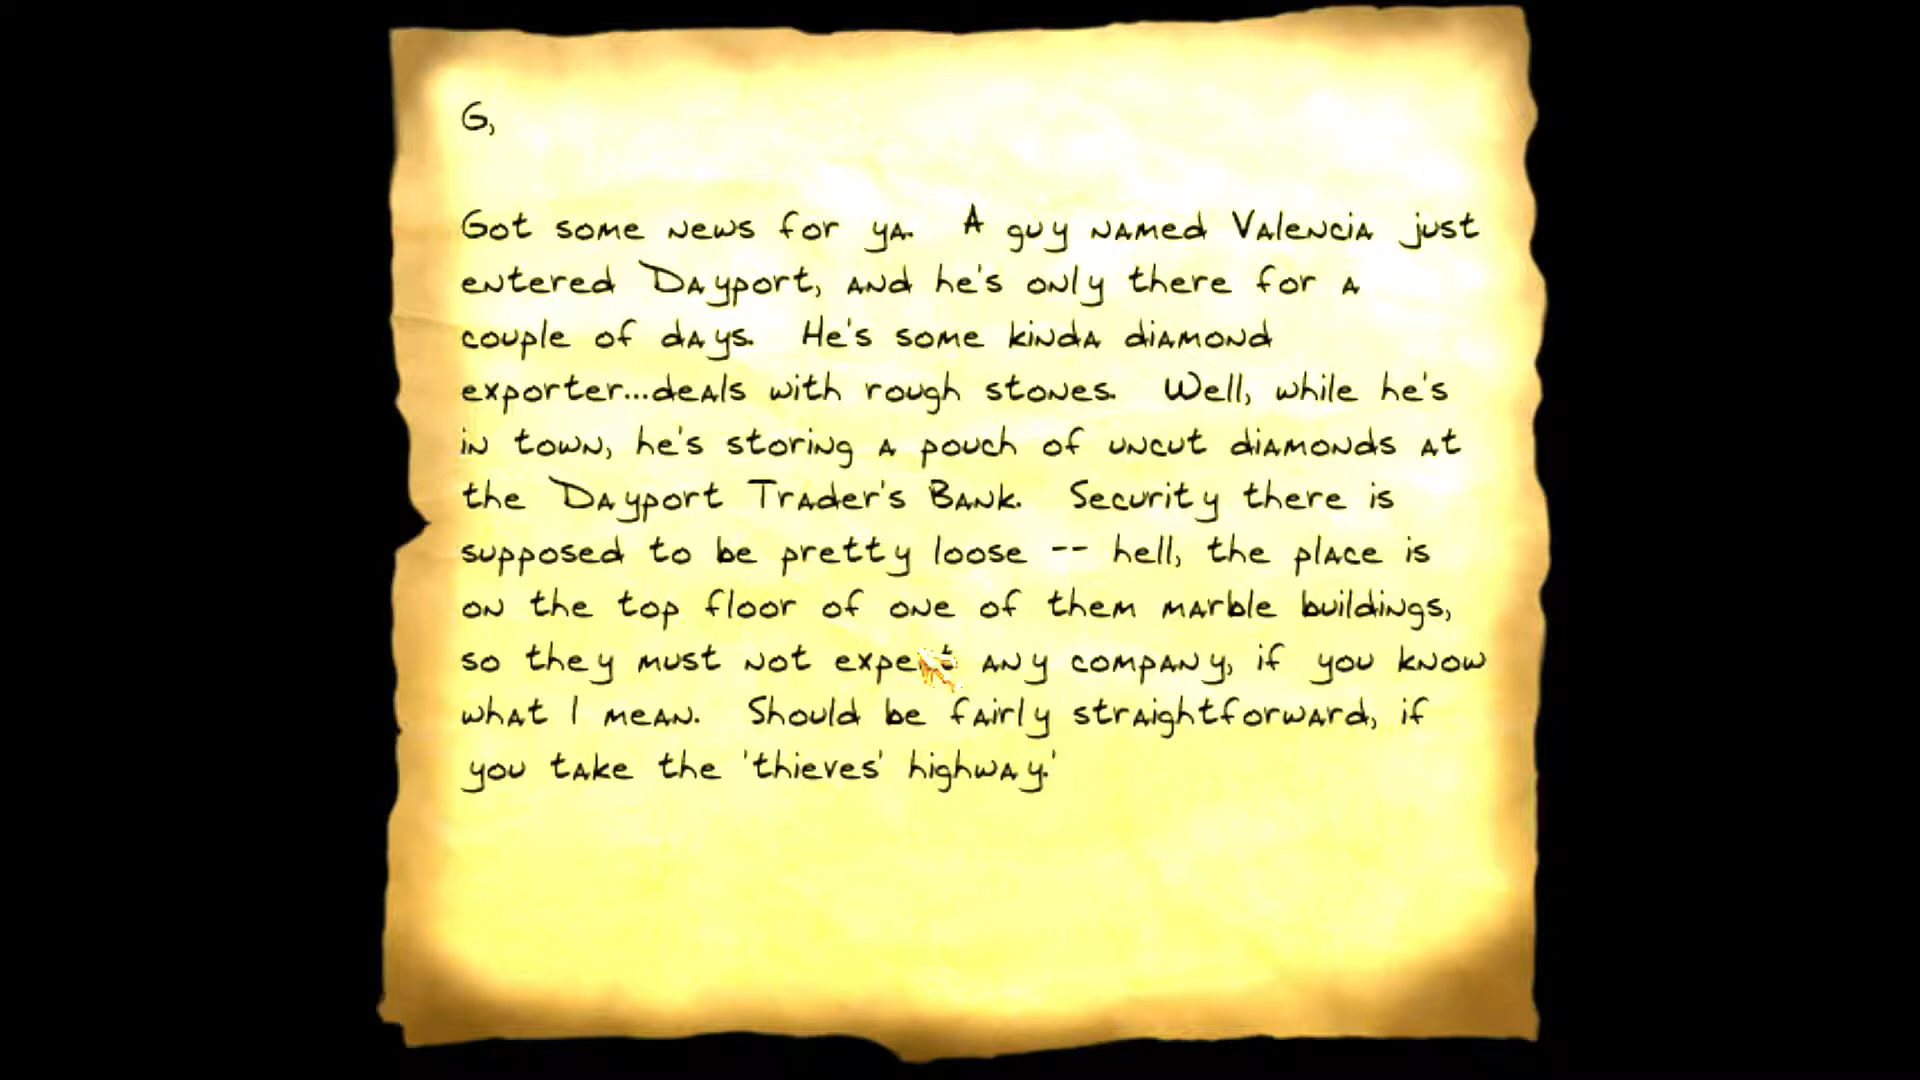 G,
Got some news for ya. A guy named Valencia just
entered Dayport, and he's only there for a
couple of days. He's some kinda diamond
exporter...deals with rough stones. Well, while he's
in town, he's storing a pouch of uncut diamonds at
the Dayport Trader's Bank. Security there is
supposed to be pretty loose -- hell, the place is
on the top floor of one of them marble buildings,
so they must not expect any company, if you know
what I mean. Should be fairly straightforward, if
you take the 'thieves' highway.'